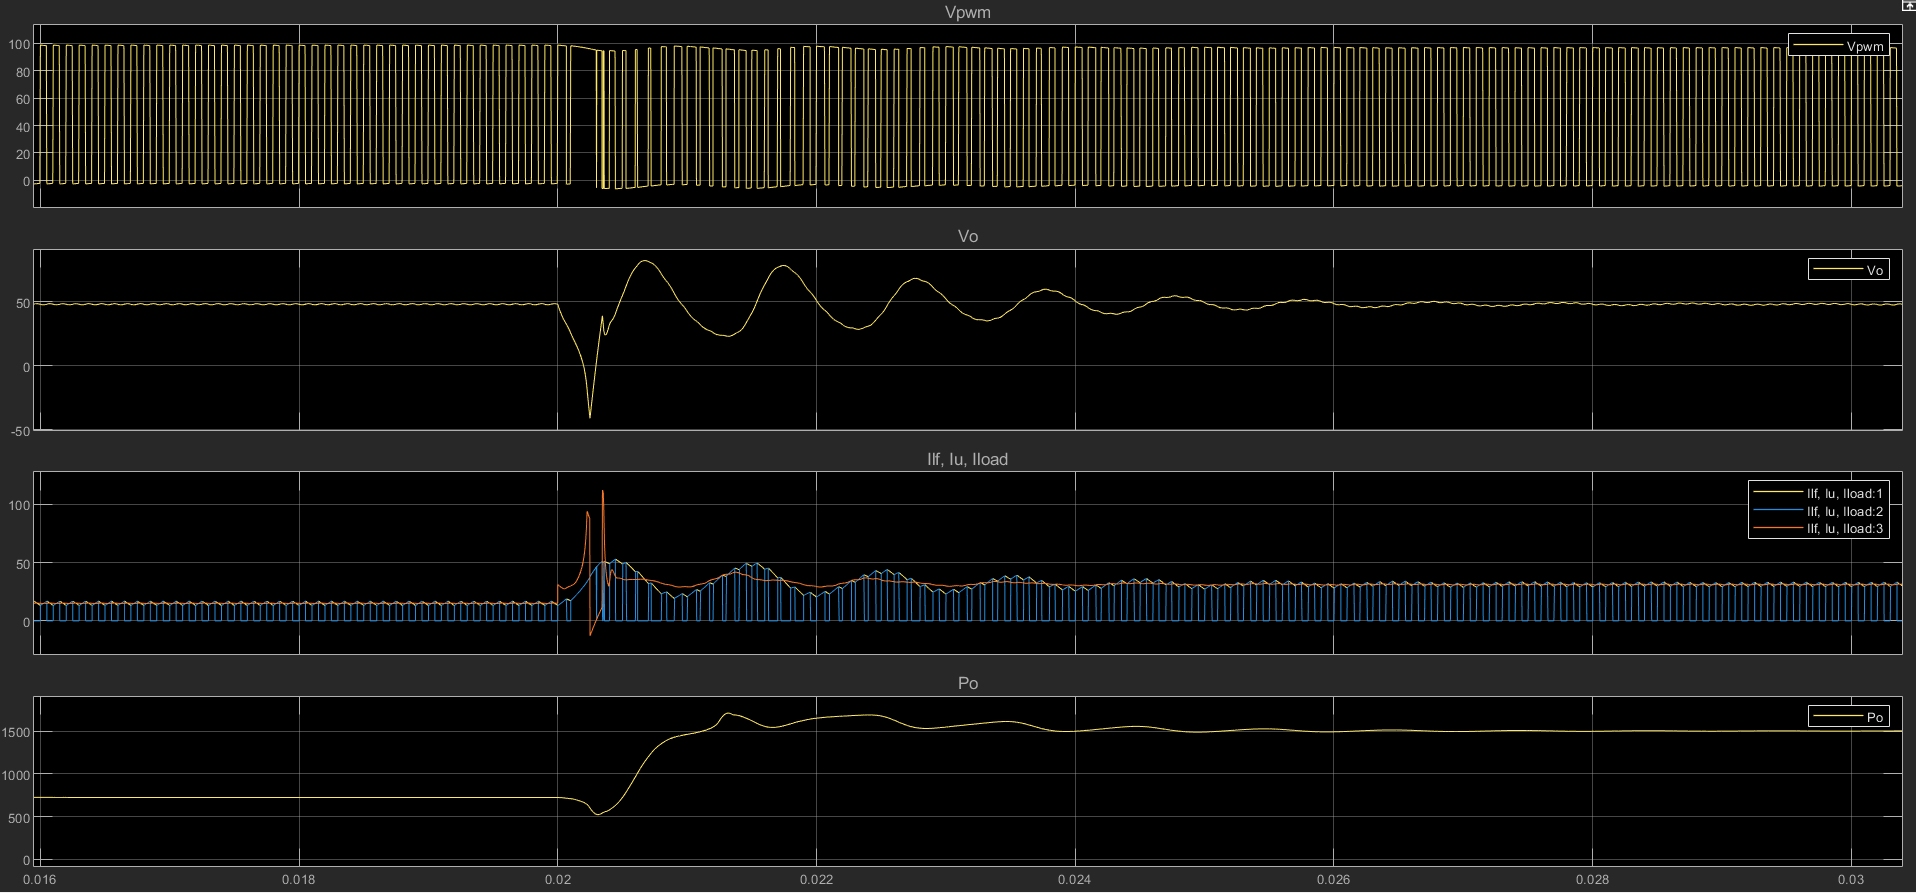 Vpwm
100
80
60
40
20
0
Vpwm
Vo
50
0
-50
Vo
Ilf, Iu, Iload
100
50
0
Ilf, Iu, Iload:1
Ilf, Iu, Iload:2
Ilf, Iu, Iload:3
Po
1500
1000
500
0
Po
0.016 0.018 0.02 0.022 0.024 0.026 0.028 0.03